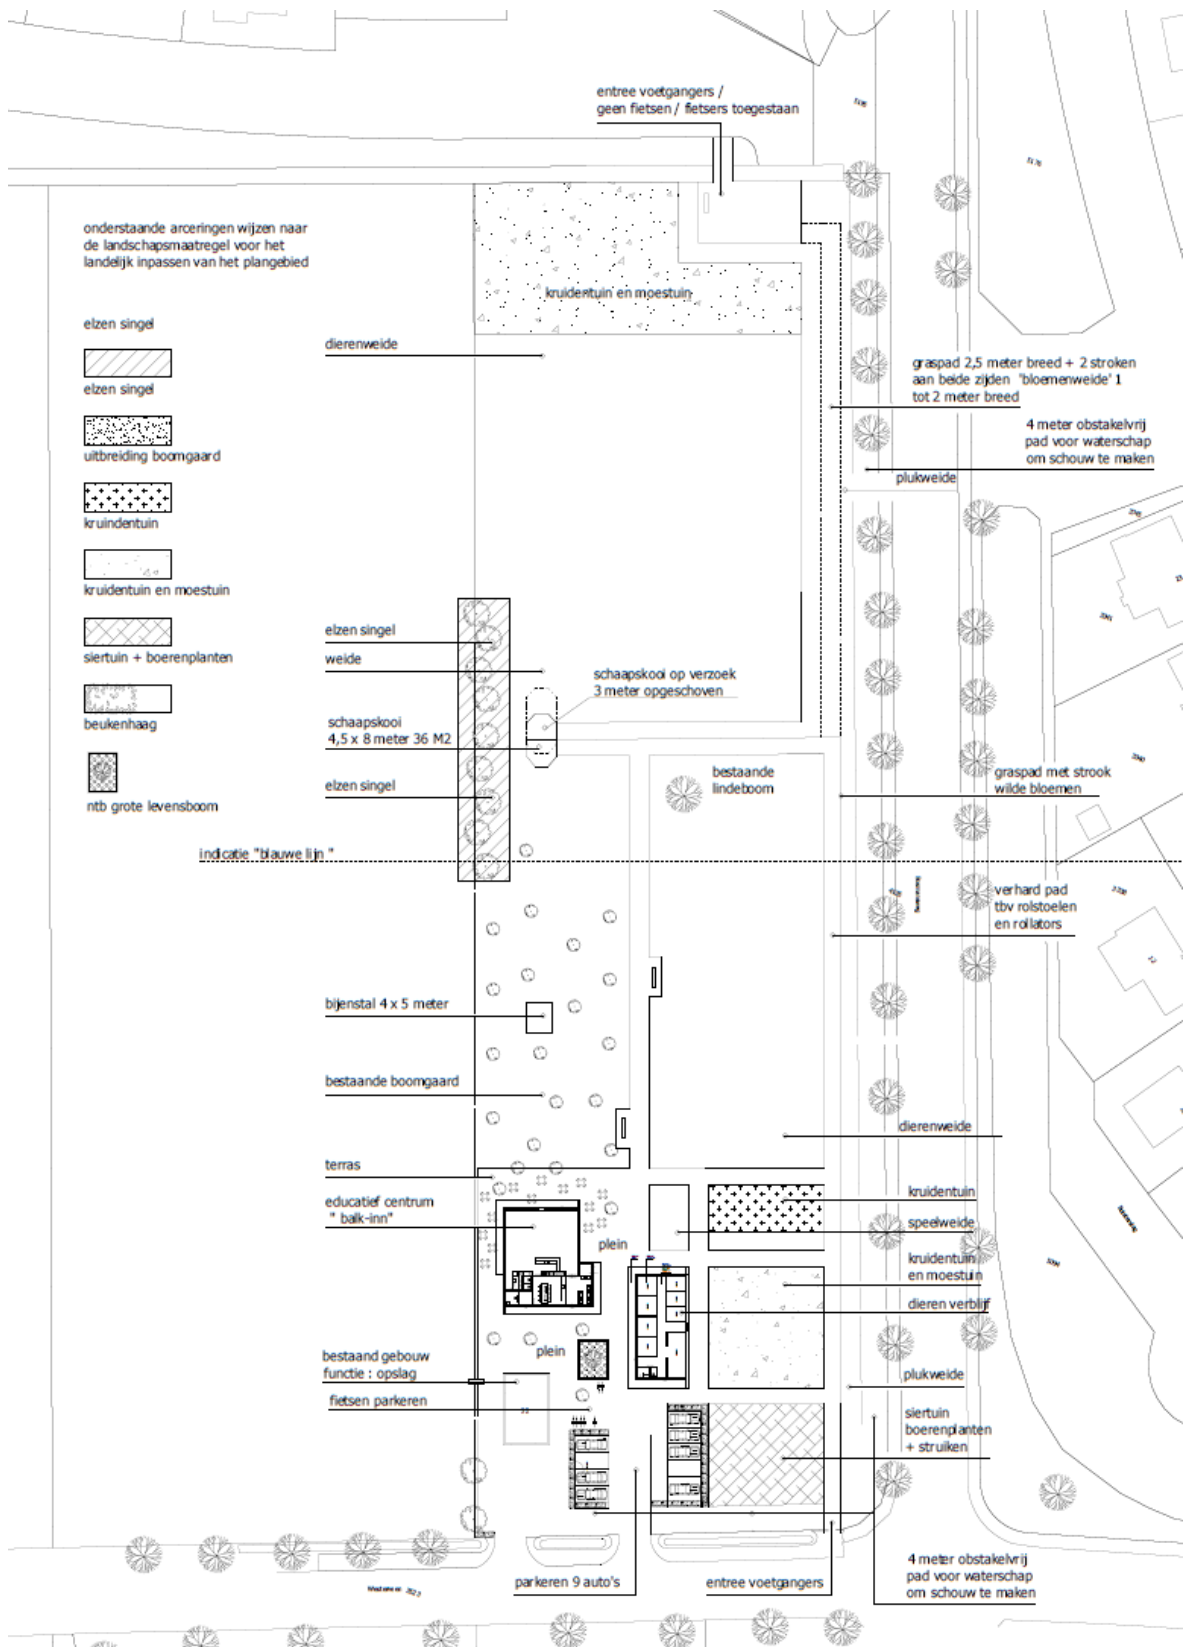 entree voetgangers /
geen fietsen / fietsers toegestaan
onderstaande arceringen wijzen naar
de landschapsmaatregel voor het
landelijk inpassen van het plangebied
elzen singel
elzen singel
uitbreiding boomgaard
kruindentuin
kruidentuin en moestuin
siertuin + boerenplanten
beukenhaag
ntb grote levensboom
kruidentuin en moestuin
dierenweide
graspad 2,5 meter breed + 2 stroken
aan beide zijden 'bloemenweide' 1
tot 2 meter breed
4 meter obstakelvrij
pad voor waterschap
om schouw te maken
plukweide
elzen singel
weide
schaapskooi op verzoek
3 meter opgeschoven
schaapskooi
4,5 x 8 meter 36 M2
elzen singel
bestaande
lindeboom
graspad met strook
wilde bloemen
indicatie "blauwe lijn "
verhard pad
tbv rolstoelen
en rollators
bijenstal 4 x 5 meter
bestaande boomgaard
dierenweide
terras
educatief centrum
" balk-inn"
kruidentuin
speelweide
plein
kruidentuin
en moestuin
dieren verblijf
plein
bestaand gebouw
functie : opslag
fietsen parkeren
plukweide
siertuin
boerenplanten
+ struiken
parkeren 9 auto's
entree voetgangers
4 meter obstakelvrij
pad voor waterschap
om schouw te maken